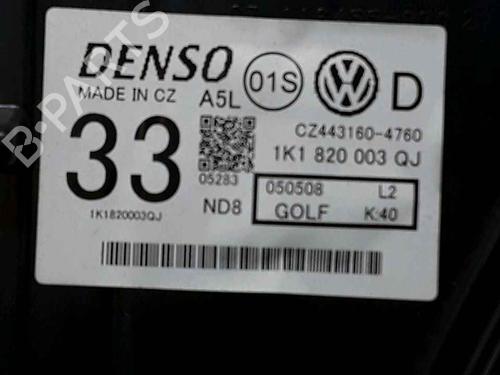 DENSO
01S
D
MADE IN CZ
A5L
CZ443160-4760
33
1K1 820 003 QJ
05283
050508 L2
1K1820003QJ
ND8
GOLF K:40
B-PARTS